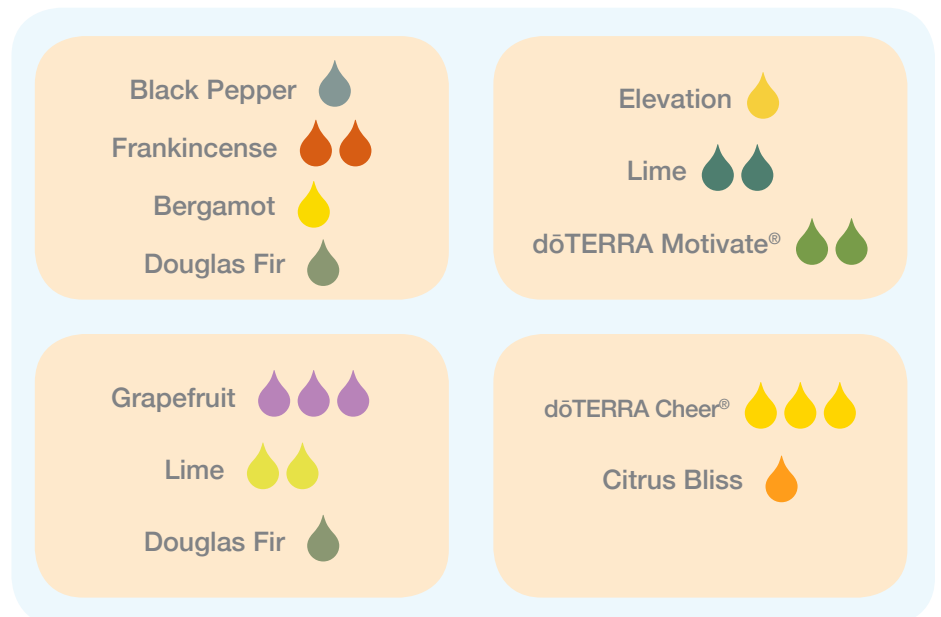 Black Pepper
Frankincense
Bergamot
Douglas Fir
Elevation
Lime
dōTERRA Motivate®
Grapefruit
Lime
Douglas Fir
dōTERRA Cheer®
Citrus Bliss